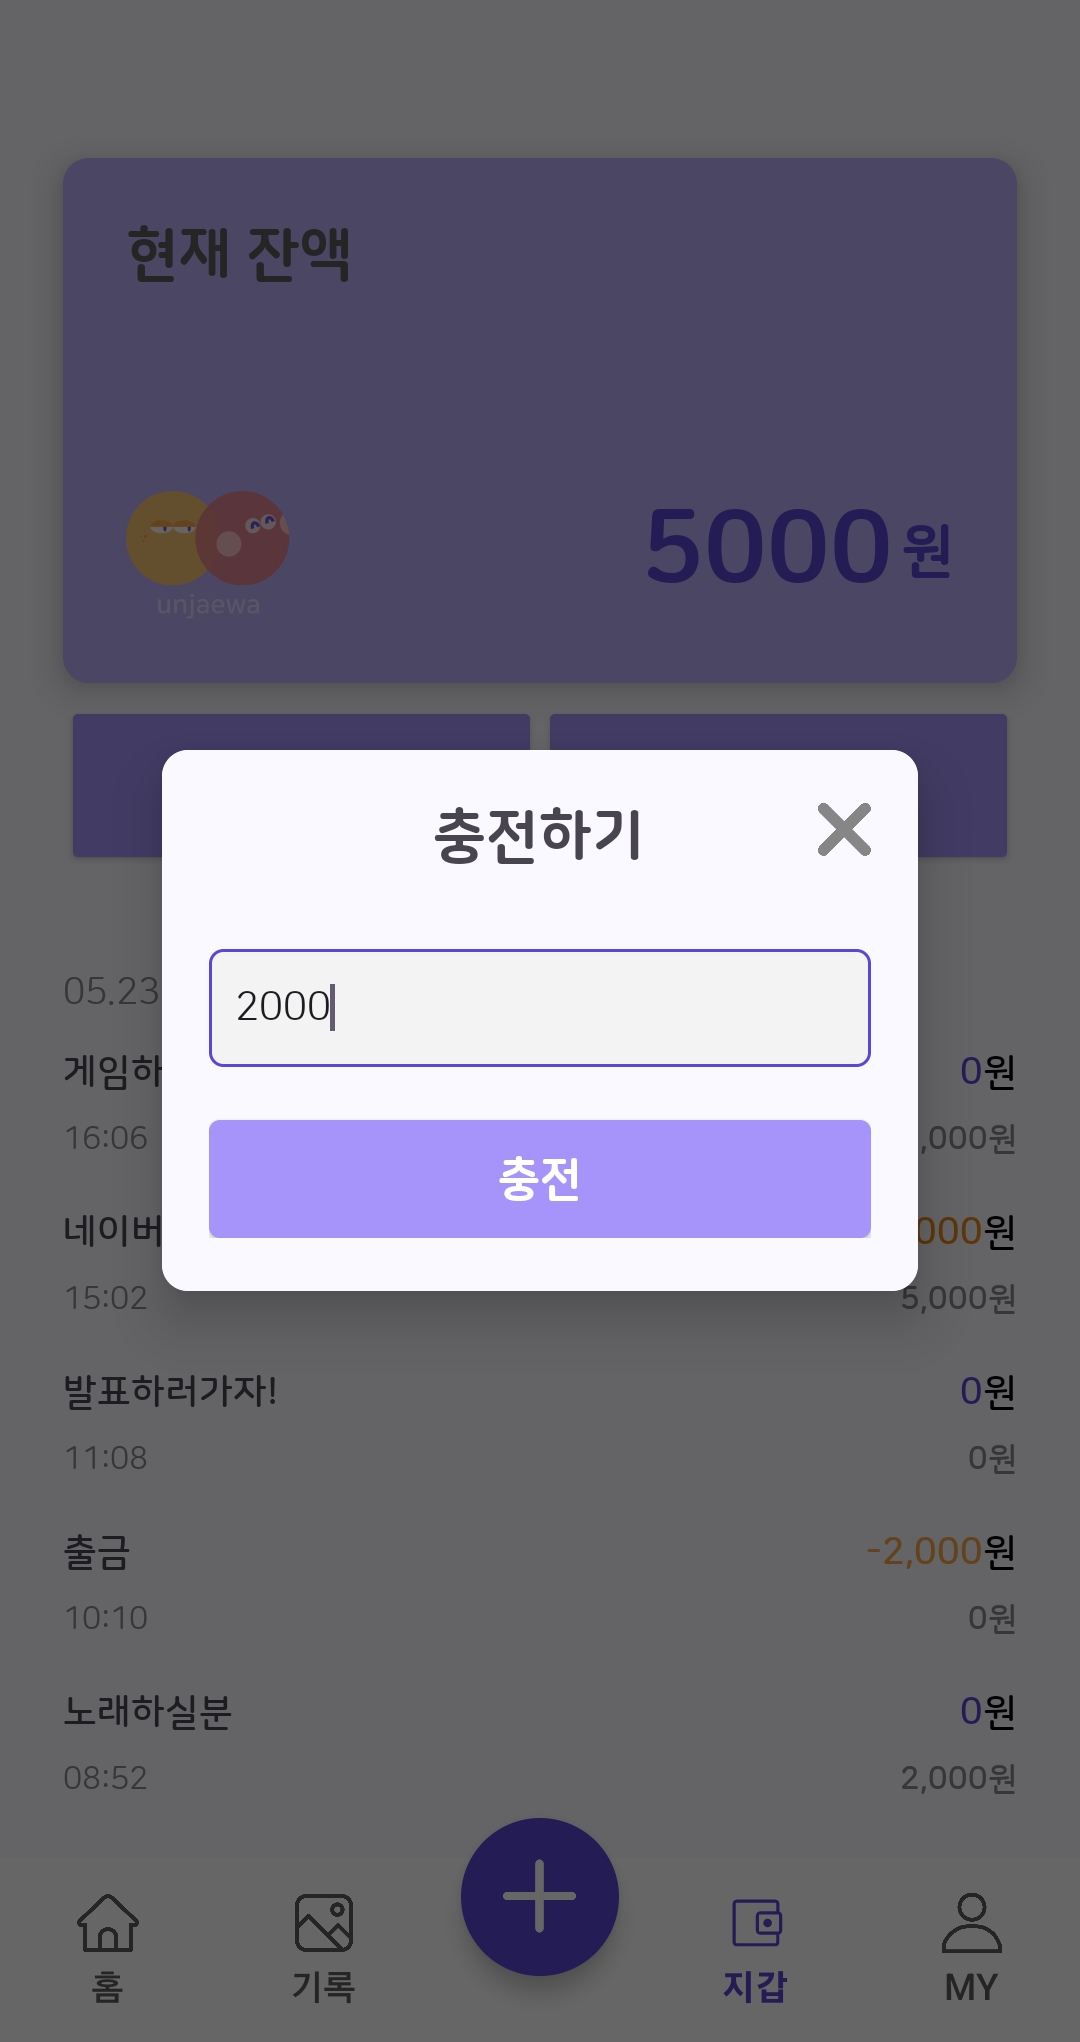 현재 잔액
5000 원
unjaewa
충전하기
2000
충전
05.23
게임하
0원
16:06
,000원
네이버
000원
15:02
5,000원
발표하러가자!
0원
11:08
0원
출금
-2,000원
10:10
0원
노래하실분
0원
08:52
2,000원
홈
기록
지갑
MY